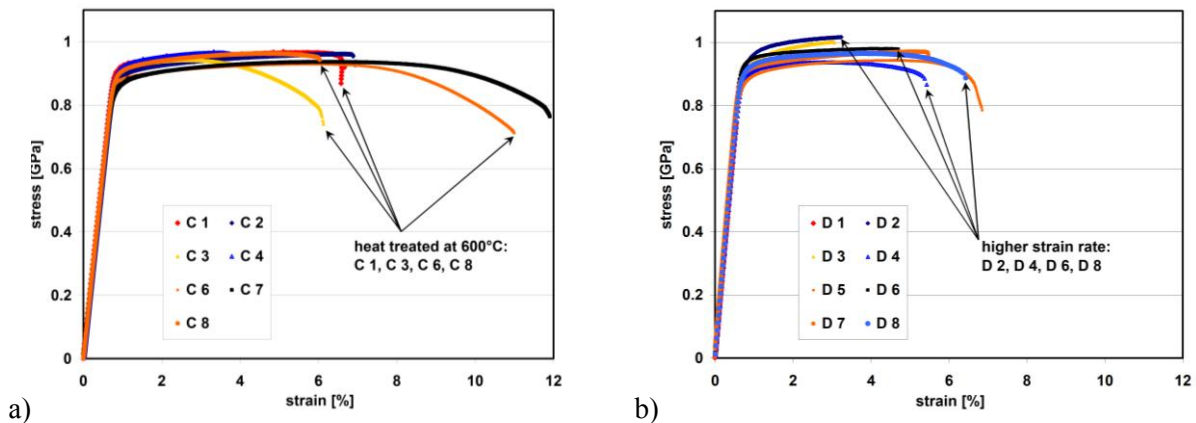 1
0.8
0.6
0.4
0.2
0
stress [GPa]
C 1 C 2
C 3 C 4
C 6 C 7
C 8
heat treated at 600°C:
C 1, C 3, C 6, C 8
0 2 4 6 8 10 12
strain [%]
a)
1
0.8
0.6
0.4
0.2
0
stress [GPa]
D 1 D 2
D 3 D 4
D 5 D 6
D 7 D 8
higher strain rate:
D 2, D 4, D 6, D 8
0 2 4 6 8 10 12
strain [%]
b)